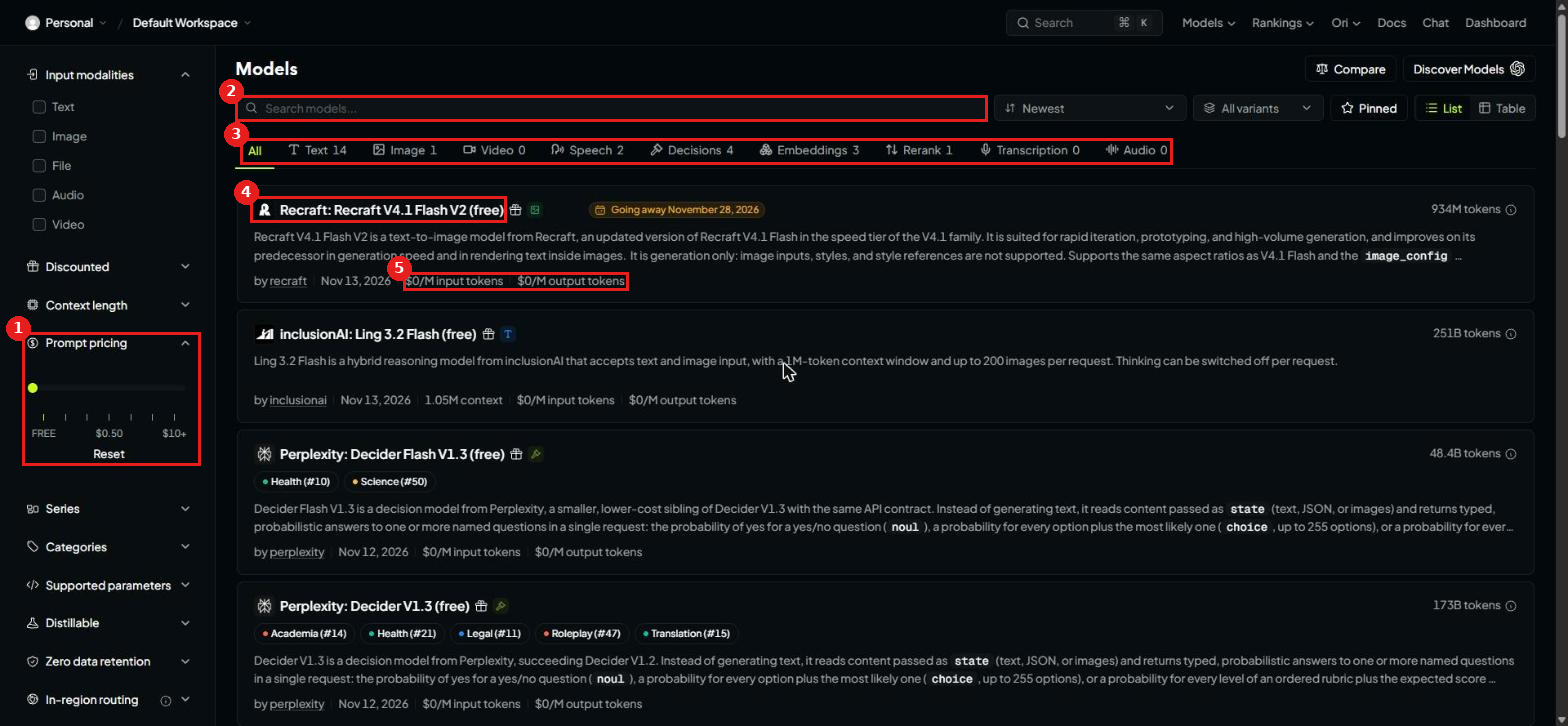 Personal / Default Workspace
Search ⌘ K
Models Rankings Ori Docs Chat Dashboard
Input modalities
Text
Image
File
Audio
Video
Discounted
Context length
1
Prompt pricing
FREE $0.50 $10+
Reset
Series
Categories
Supported parameters
Distillable
Zero data retention
In-region routing
Models
Compare Discover Models
2
Search models...
Newest All variants Pinned List Table
3
All Text 14 Image 1 Video 0 Speech 2 Decisions 4 Embeddings 3 Rerank 1 Transcription 0 Audio 0
4
Recraft: Recraft V4.1 Flash V2 (free) Going away November 28, 2026 934M tokens
Recraft V4.1 Flash V2 is a text-to-image model from Recraft, an updated version of Recraft V4.1 Flash in the speed tier of the V4.1 family. It is suited for rapid iteration, prototyping, and high-volume generation, and improves on its
predecessor in generation speed and in rendering text inside images. It is generation only: image inputs, styles, and style references are not supported. Supports the same aspect ratios as V4.1 Flash and the image_config ...
5
by recraft Nov 13, 2026 $0/M input tokens $0/M output tokens
inclusionAI: Ling 3.2 Flash (free) T 251B tokens
Ling 3.2 Flash is a hybrid reasoning model from inclusionAI that accepts text and image input, with a 1M-token context window and up to 200 images per request. Thinking can be switched off per request.
by inclusionai Nov 13, 2026 1.05M context $0/M input tokens $0/M output tokens
Perplexity: Decider Flash V1.3 (free) 48.4B tokens
Health (#10) Science (#50)
Decider Flash V1.3 is a decision model from Perplexity, a smaller, lower-cost sibling of Decider V1.3 with the same API contract. Instead of generating text, it reads content passed as state (text, JSON, or images) and returns typed,
probabilistic answers to one or more named questions in a single request: the probability of yes for a yes/no question ( noul ), a probability for every option plus the most likely one ( choice , up to 255 options), or a probability for ever...
by perplexity Nov 12, 2026 $0/M input tokens $0/M output tokens
Perplexity: Decider V1.3 (free) 173B tokens
Academia (#14) Health (#21) Legal (#11) Roleplay (#47) Translation (#15)
Decider V1.3 is a decision model from Perplexity, succeeding Decider V1.2. Instead of generating text, it reads content passed as state (text, JSON, or images) and returns typed, probabilistic answers to one or more named questions
in a single request: the probability of yes for a yes/no question ( noul ), a probability for every option plus the most likely one ( choice , up to 255 options), or a probability for every level of an ordered rubric plus the expected score ...
by perplexity Nov 12, 2026 $0/M input tokens $0/M output tokens